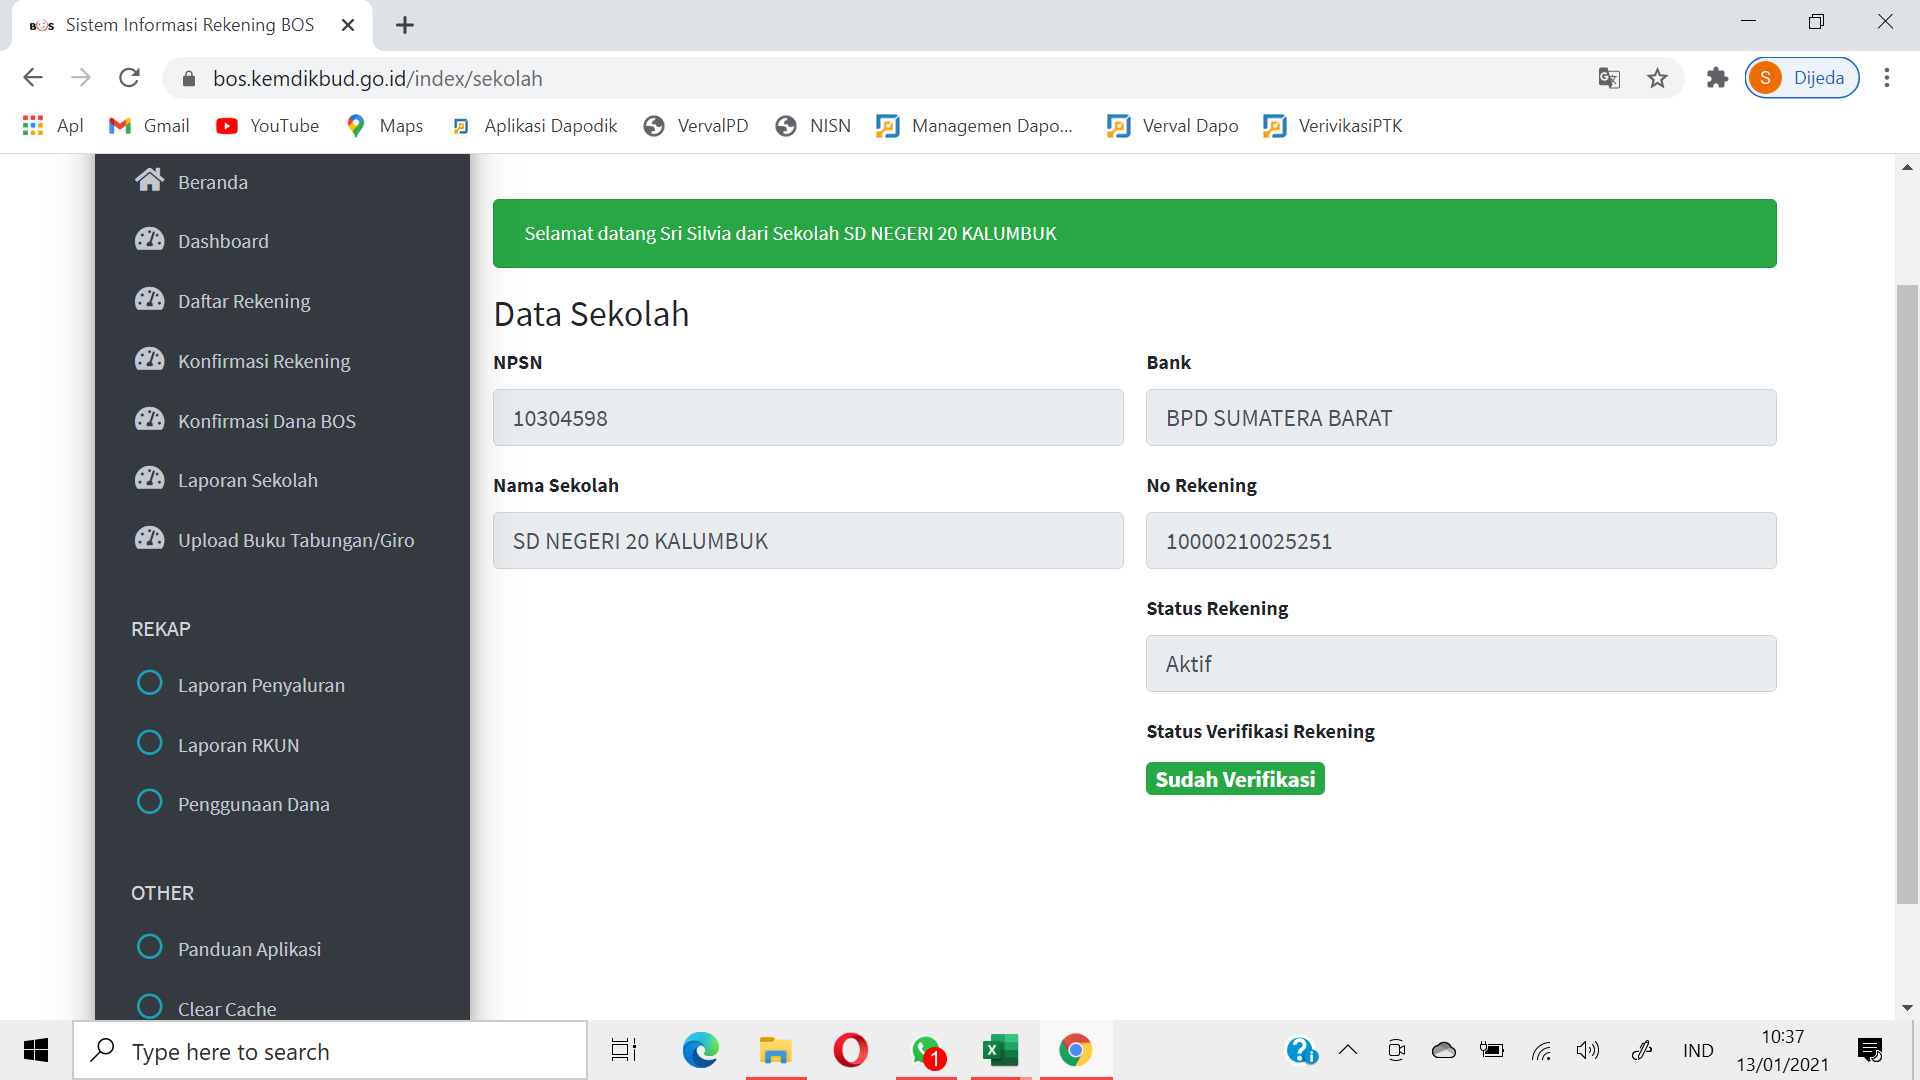 BOS Sistem Informasi Rekening BOS
bos.kemdikbud.go.id/index/sekolah
S Dijeda
Apl Gmail YouTube Maps Aplikasi Dapodik VervalPD NISN Managemen Dapo... Verval Dapo VerivikasiPTK
Beranda
Dashboard
Daftar Rekening
Konfirmasi Rekening
Konfirmasi Dana BOS
Laporan Sekolah
Upload Buku Tabungan/Giro
REKAP
Laporan Penyaluran
Laporan RKUN
Penggunaan Dana
OTHER
Panduan Aplikasi
Clear Cache
Selamat datang Sri Silvia dari Sekolah SD NEGERI 20 KALUMBUK
Data Sekolah
NPSN
10304598
Nama Sekolah
SD NEGERI 20 KALUMBUK
Bank
BPD SUMATERA BARAT
No Rekening
10000210025251
Status Rekening
Aktif
Status Verifikasi Rekening
Sudah Verifikasi
Type here to search
1
IND
10:37
13/01/2021